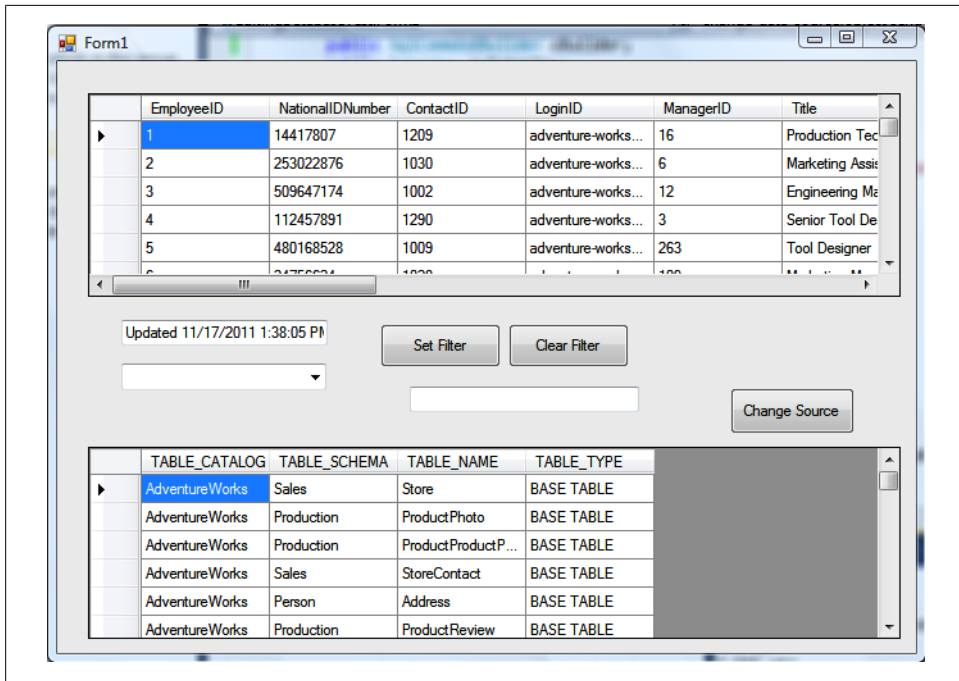 Form1
EmployeeID NationalIDNumber ContactID LoginID ManagerID Title
1 14417807 1209 adventure-works... 16 Production Tec
2 253022876 1030 adventure-works... 6 Marketing Assis
3 509647174 1002 adventure-works... 12 Engineering Ma
4 112457891 1290 adventure-works... 3 Senior Tool De
5 480168528 1009 adventure-works... 263 Tool Designer
Updated 11/17/2011 1:38:05 PM
Set Filter Clear Filter
Change Source
TABLE_CATALOG TABLE_SCHEMA TABLE_NAME TABLE_TYPE
AdventureWorks Sales Store BASE TABLE
AdventureWorks Production ProductPhoto BASE TABLE
AdventureWorks Production ProductProductP... BASE TABLE
AdventureWorks Sales StoreContact BASE TABLE
AdventureWorks Person Address BASE TABLE
AdventureWorks Production ProductReview BASE TABLE